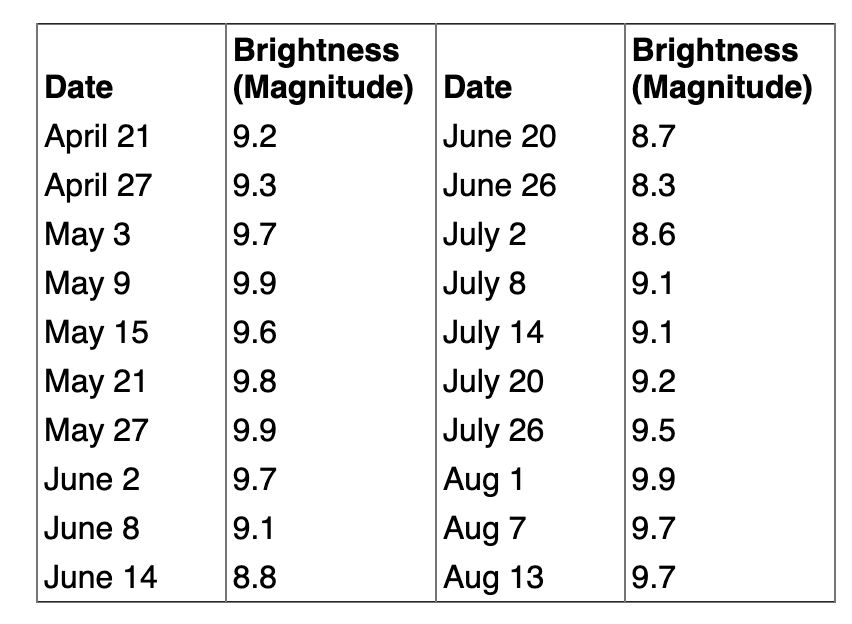 Date Brightness (Magnitude) Date Brightness (Magnitude)
April 21 9.2 June 20 8.7
April 27 9.3 June 26 8.3
May 3 9.7 July 2 8.6
May 9 9.9 July 8 9.1
May 15 9.6 July 14 9.1
May 21 9.8 July 20 9.2
May 27 9.9 July 26 9.5
June 2 9.7 Aug 1 9.9
June 8 9.1 Aug 7 9.7
June 14 8.8 Aug 13 9.7